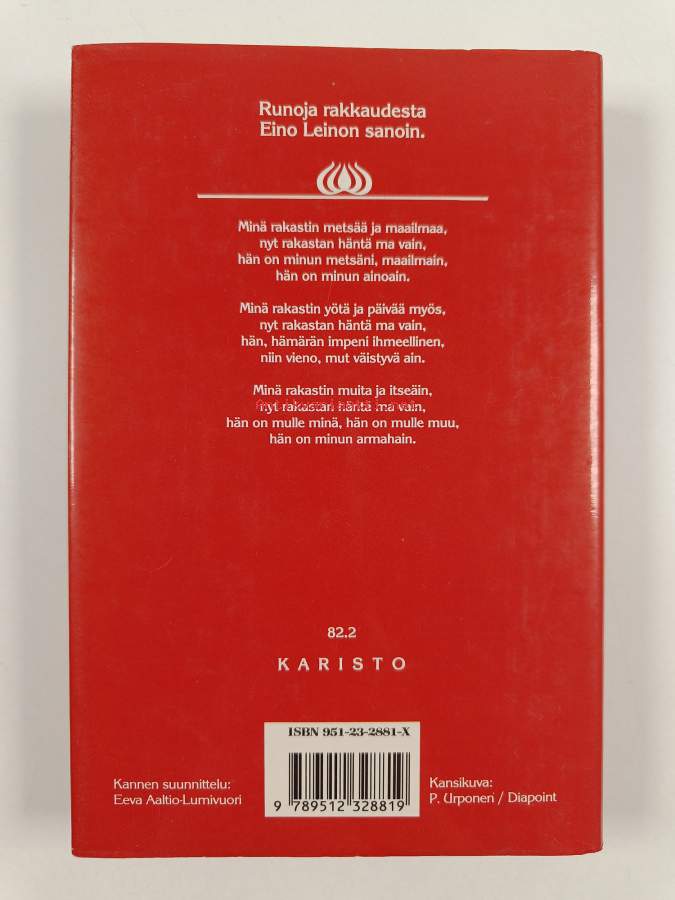 Runoja rakkaudesta
Eino Leinon sanoin.
Minä rakastin metsää ja maailmaa,
nyt rakastan häntä ma vain,
hän on minun metsäni, maailmain,
hän on minun ainoain.
Minä rakastin yötä ja päivää myös,
nyt rakastan häntä ma vain,
hän, hämärän impeni ihmeellinen,
niin vieno, mut väistyvä ain.
Minä rakastin muita ja itseäin,
nyt rakastan häntä ma vain,
hän on mulle minä, hän on mulle muu,
hän on minun armahain.
82.2
KARISTO
ISBN 951-23-2881-X
9 789512 328819
Kannen suunnittelu:
Eeva Aaltio-Lumivuori
Kansikuva:
P. Urponen / Diapoint